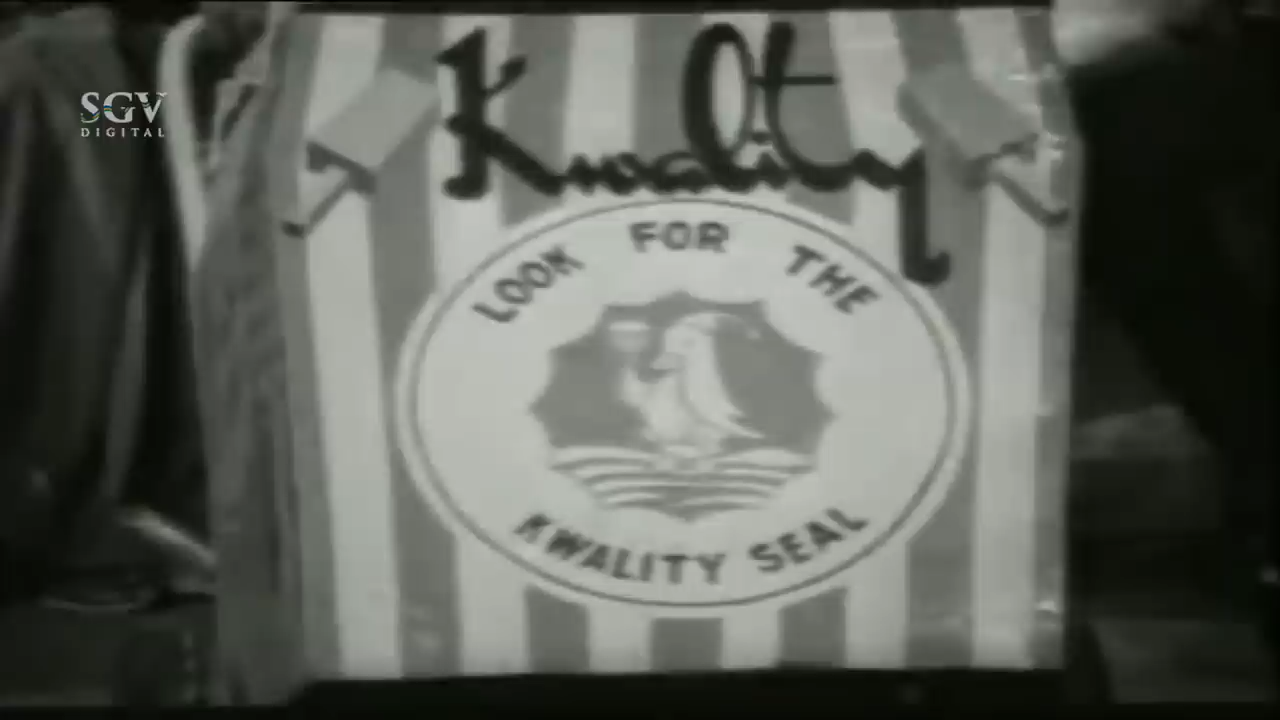 SGV
DIGITAL
Kwality
LOOK FOR THE
KWALITY SEAL